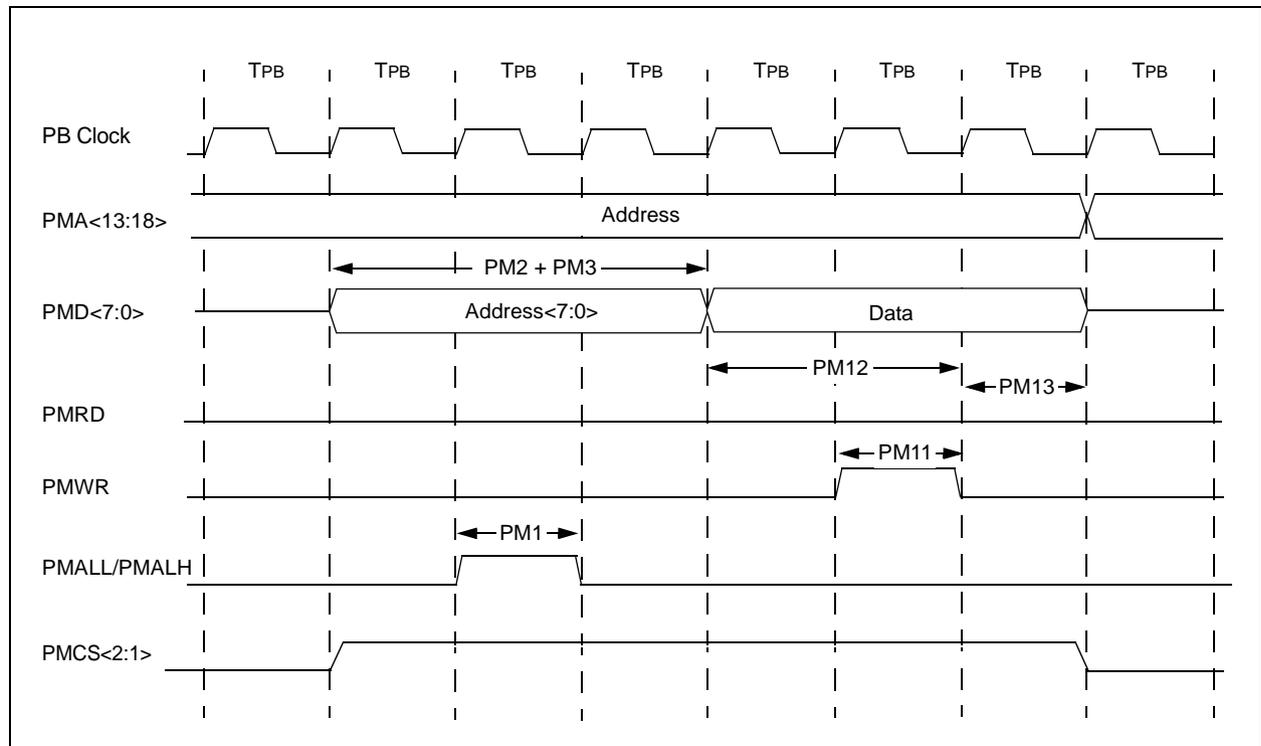 TPB TPB TPB TPB TPB TPB TPB TPB
PB Clock
PMA<13:18> Address
PM2 + PM3
PMD<7:0> Address<7:0> Data
PM12
PM13
PMRD
PM11
PMWR
PM1
PMALL/PMALH
PMCS<2:1>